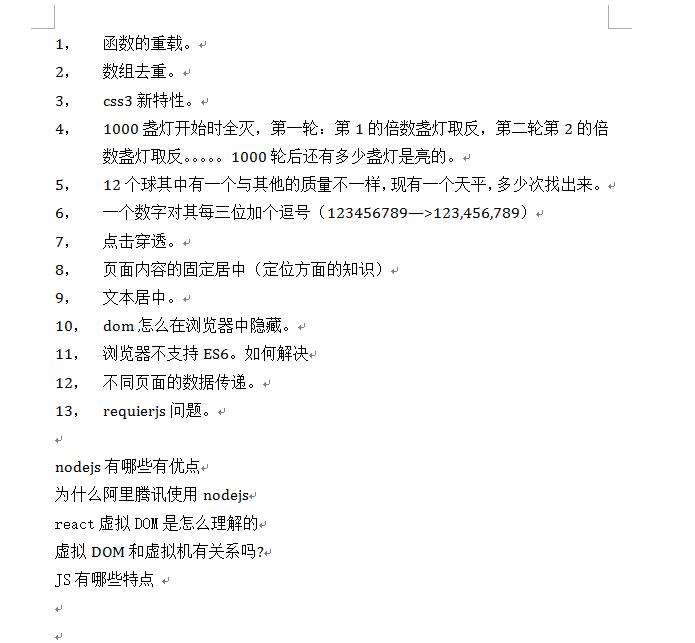 1， 函数的重载。
2， 数组去重。
3， css3 新特性。
4， 1000 盏灯开始时全灭，第一轮：第 1 的倍数盏灯取反，第二轮第 2 的倍
数盏灯取反。。。。。1000 轮后还有多少盏灯是亮的。
5， 12 个球其中有一个与其他的质量不一样，现有一个天平，多少次找出来。
6， 一个数字对其每三位加个逗号（123456789—>123,456,789）
7， 点击穿透。
8， 页面内容的固定居中（定位方面的知识）
9， 文本居中。
10， dom 怎么在浏览器中隐藏。
11， 浏览器不支持 ES6。如何解决
12， 不同页面的数据传递。
13， requierjs 问题。
nodejs 有哪些有优点
为什么阿里腾讯使用 nodejs
react 虚拟 DOM 是怎么理解的
虚拟 DOM 和虚拟机有关系吗?
JS 有哪些特点